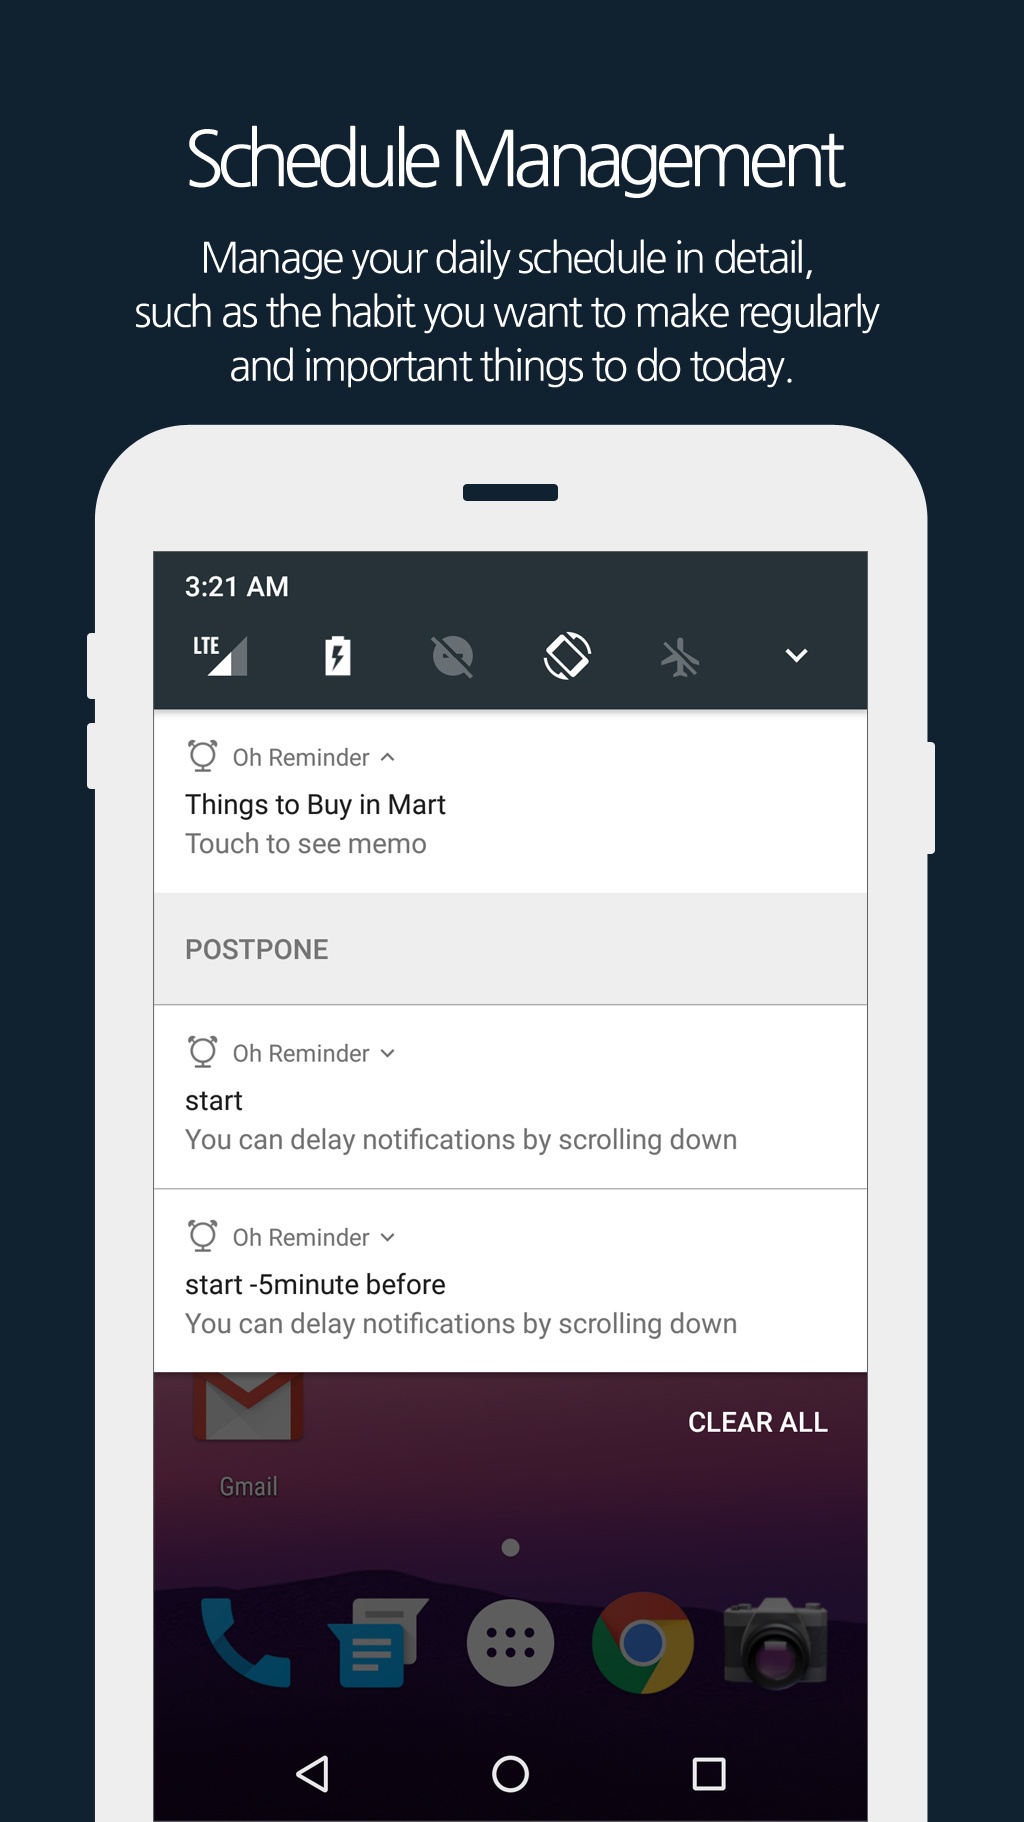 Schedule Management
Manage your daily schedule in detail,
such as the habit you want to make regularly
and important things to do today.
3:21 AM
LTE
Oh Reminder
Things to Buy in Mart
Touch to see memo
POSTPONE
Oh Reminder
start
You can delay notifications by scrolling down
Oh Reminder
start -5minute before
You can delay notifications by scrolling down
CLEAR ALL
Gmail